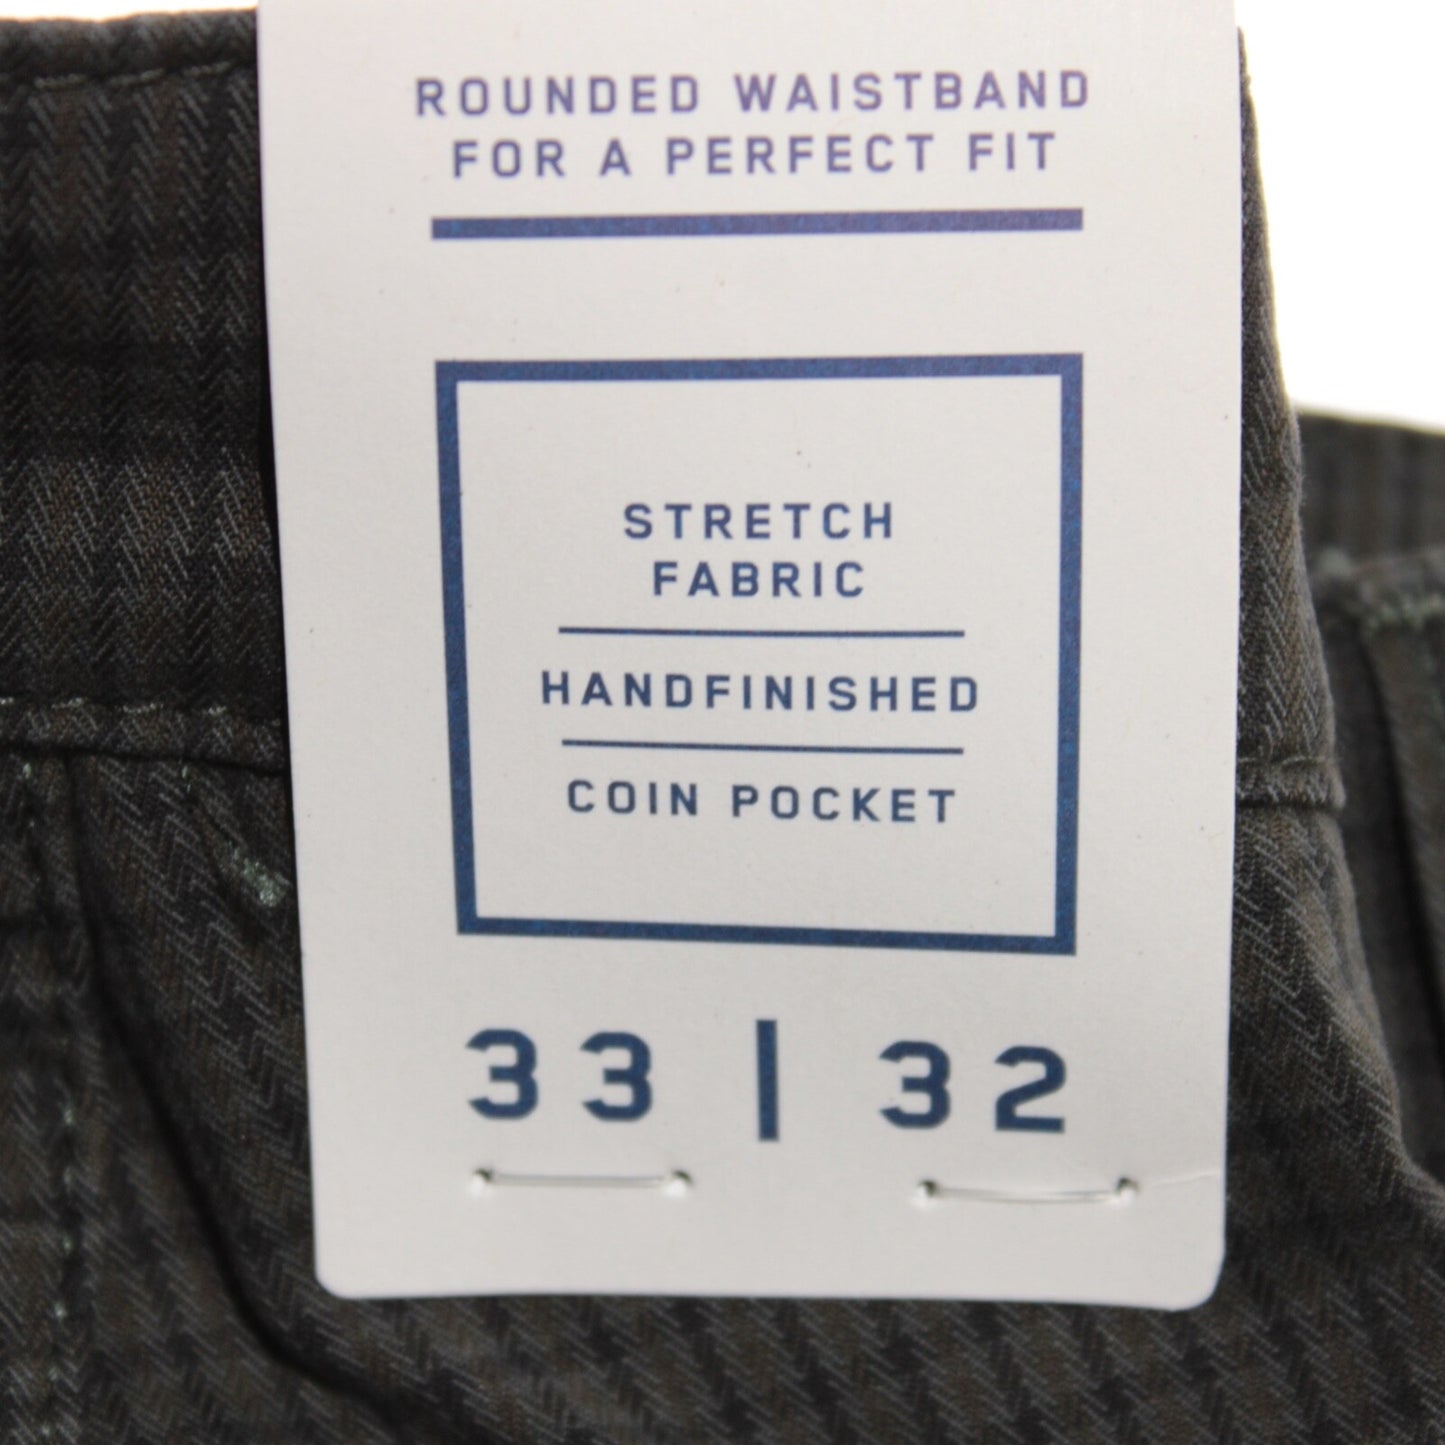 ROUNDED WAISTBAND
FOR A PERFECT FIT
STRETCH
FABRIC
HANDFINISHED
COIN POCKET
33 | 32